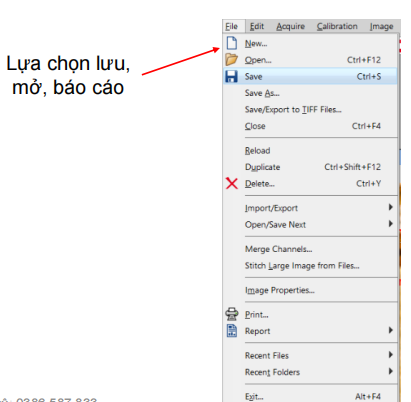 File Edit Acquire Calibration Image
Lựa chọn lưu,
mở, báo cáo
New...
Open... Ctrl+F12
Save Ctrl+S
Save As...
Save/Export to TIFF Files...
Close Ctrl+F4
Reload
Duplicate Ctrl+Shift+F12
Delete... Ctrl+Y
Import/Export
Open/Save Next
Merge Channels...
Stitch Large Image from Files...
Image Properties...
Print...
Report
Recent Files
Recent Folders
Exit... Alt+F4
0386 587 833